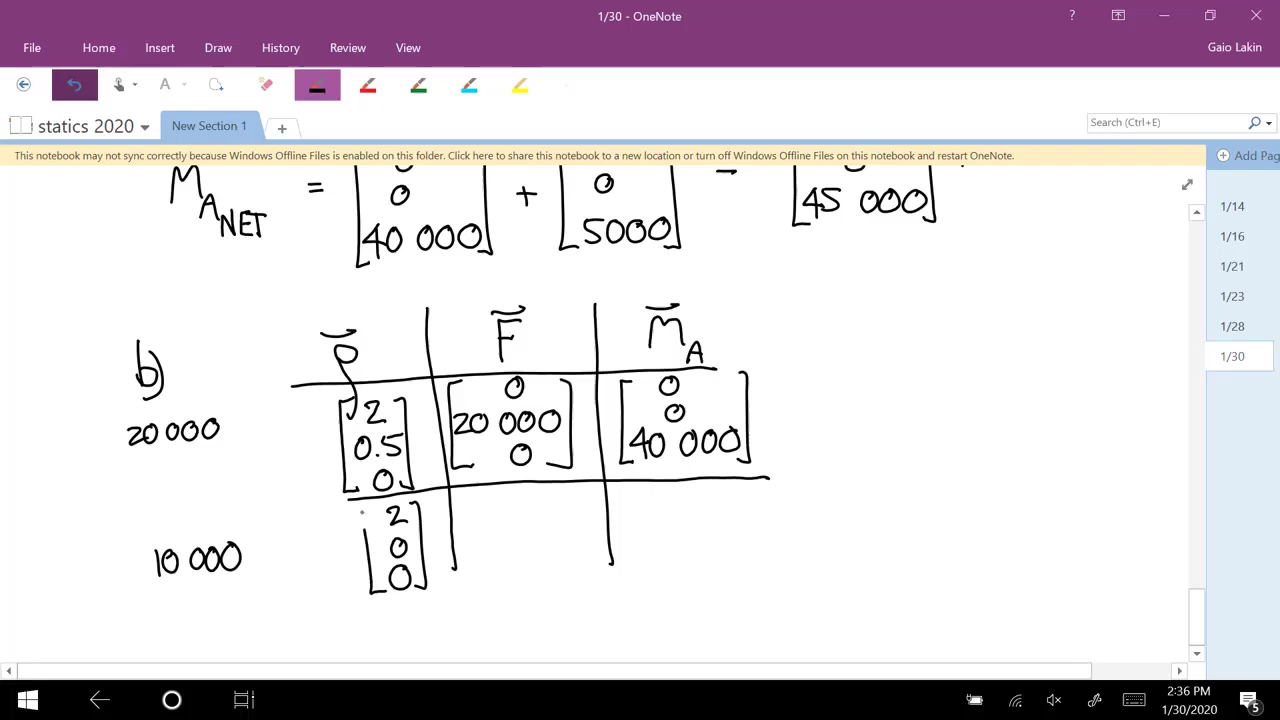 1/30 - OneNote
File Home Insert Draw History Review View Gaio Lakin
statics 2020 New Section 1 Search (Ctrl+E)
This notebook may not sync correctly because Windows Offline Files is enabled on this folder. Click here to share this notebook to a new location or turn off Windows Offline Files on this notebook and restart OneNote.
Add Pag
1/14
1/16
1/21
1/23
1/28
1/30
M A NET = [ 0 40 000 ] + [ 0 5000 ] = [ 45 000 ]
b) ρ F M A
20 000 [ 2 0.5 0 ] [ 0 20 000 0 ] [ 0 0 40 000 ]
10 000 [ 2 0 0 ]
2:36 PM
1/30/2020
5